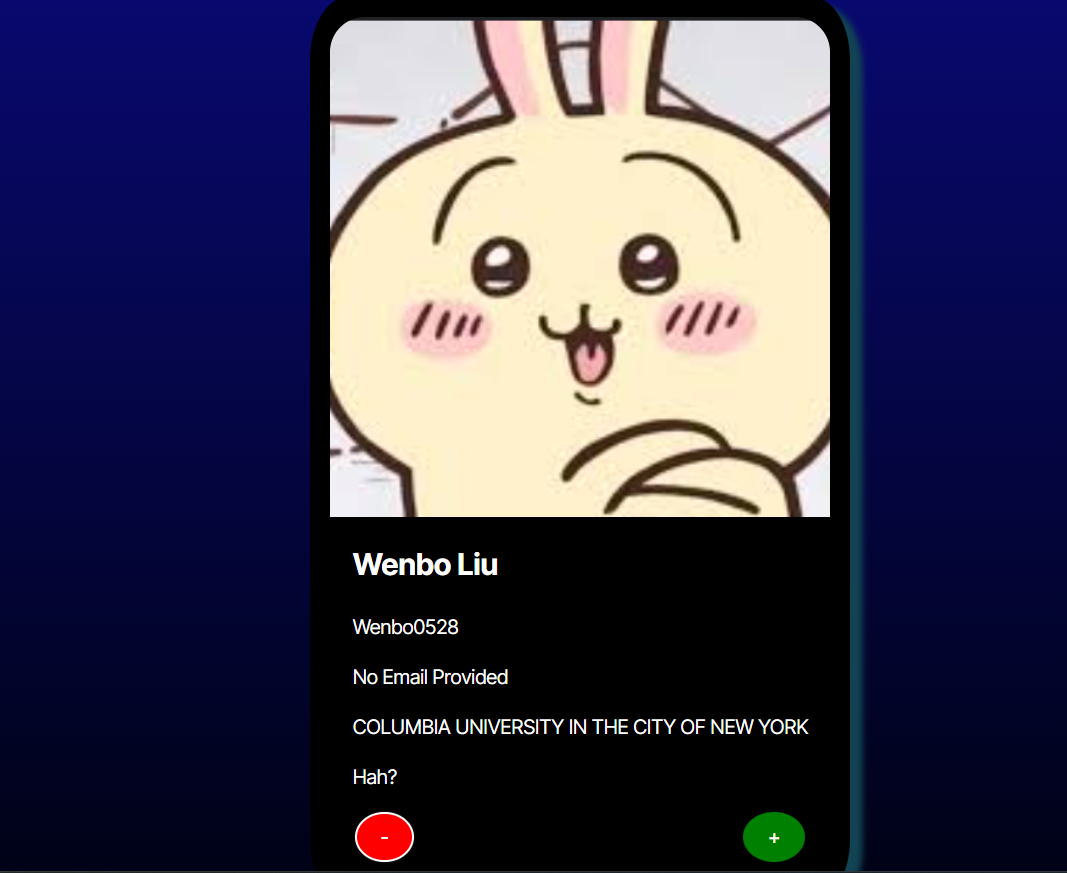 Wenbo Liu
Wenbo0528
No Email Provided
COLUMBIA UNIVERSITY IN THE CITY OF NEW YORK
Hah?
- +